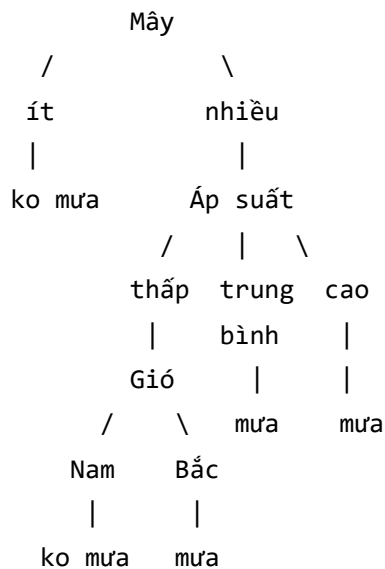 Mây
/ \
ít nhiều
| |
ko mưa Áp suất
/ | \
thấp trung cao
| bình |
Gió | |
/ \ mưa mưa
Nam Bắc
| |
ko mưa mưa